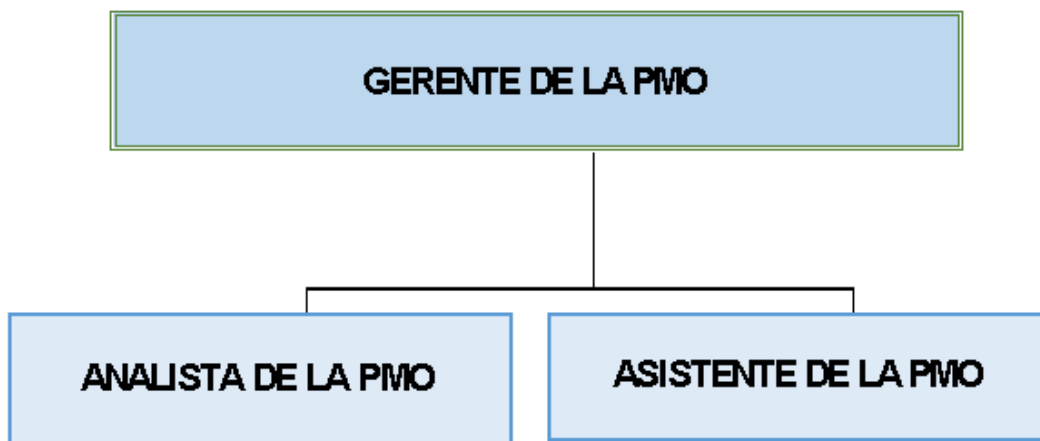 GERENTE DE LA PMO
ANALISTA DE LA PMO
ASISTENTE DE LA PMO